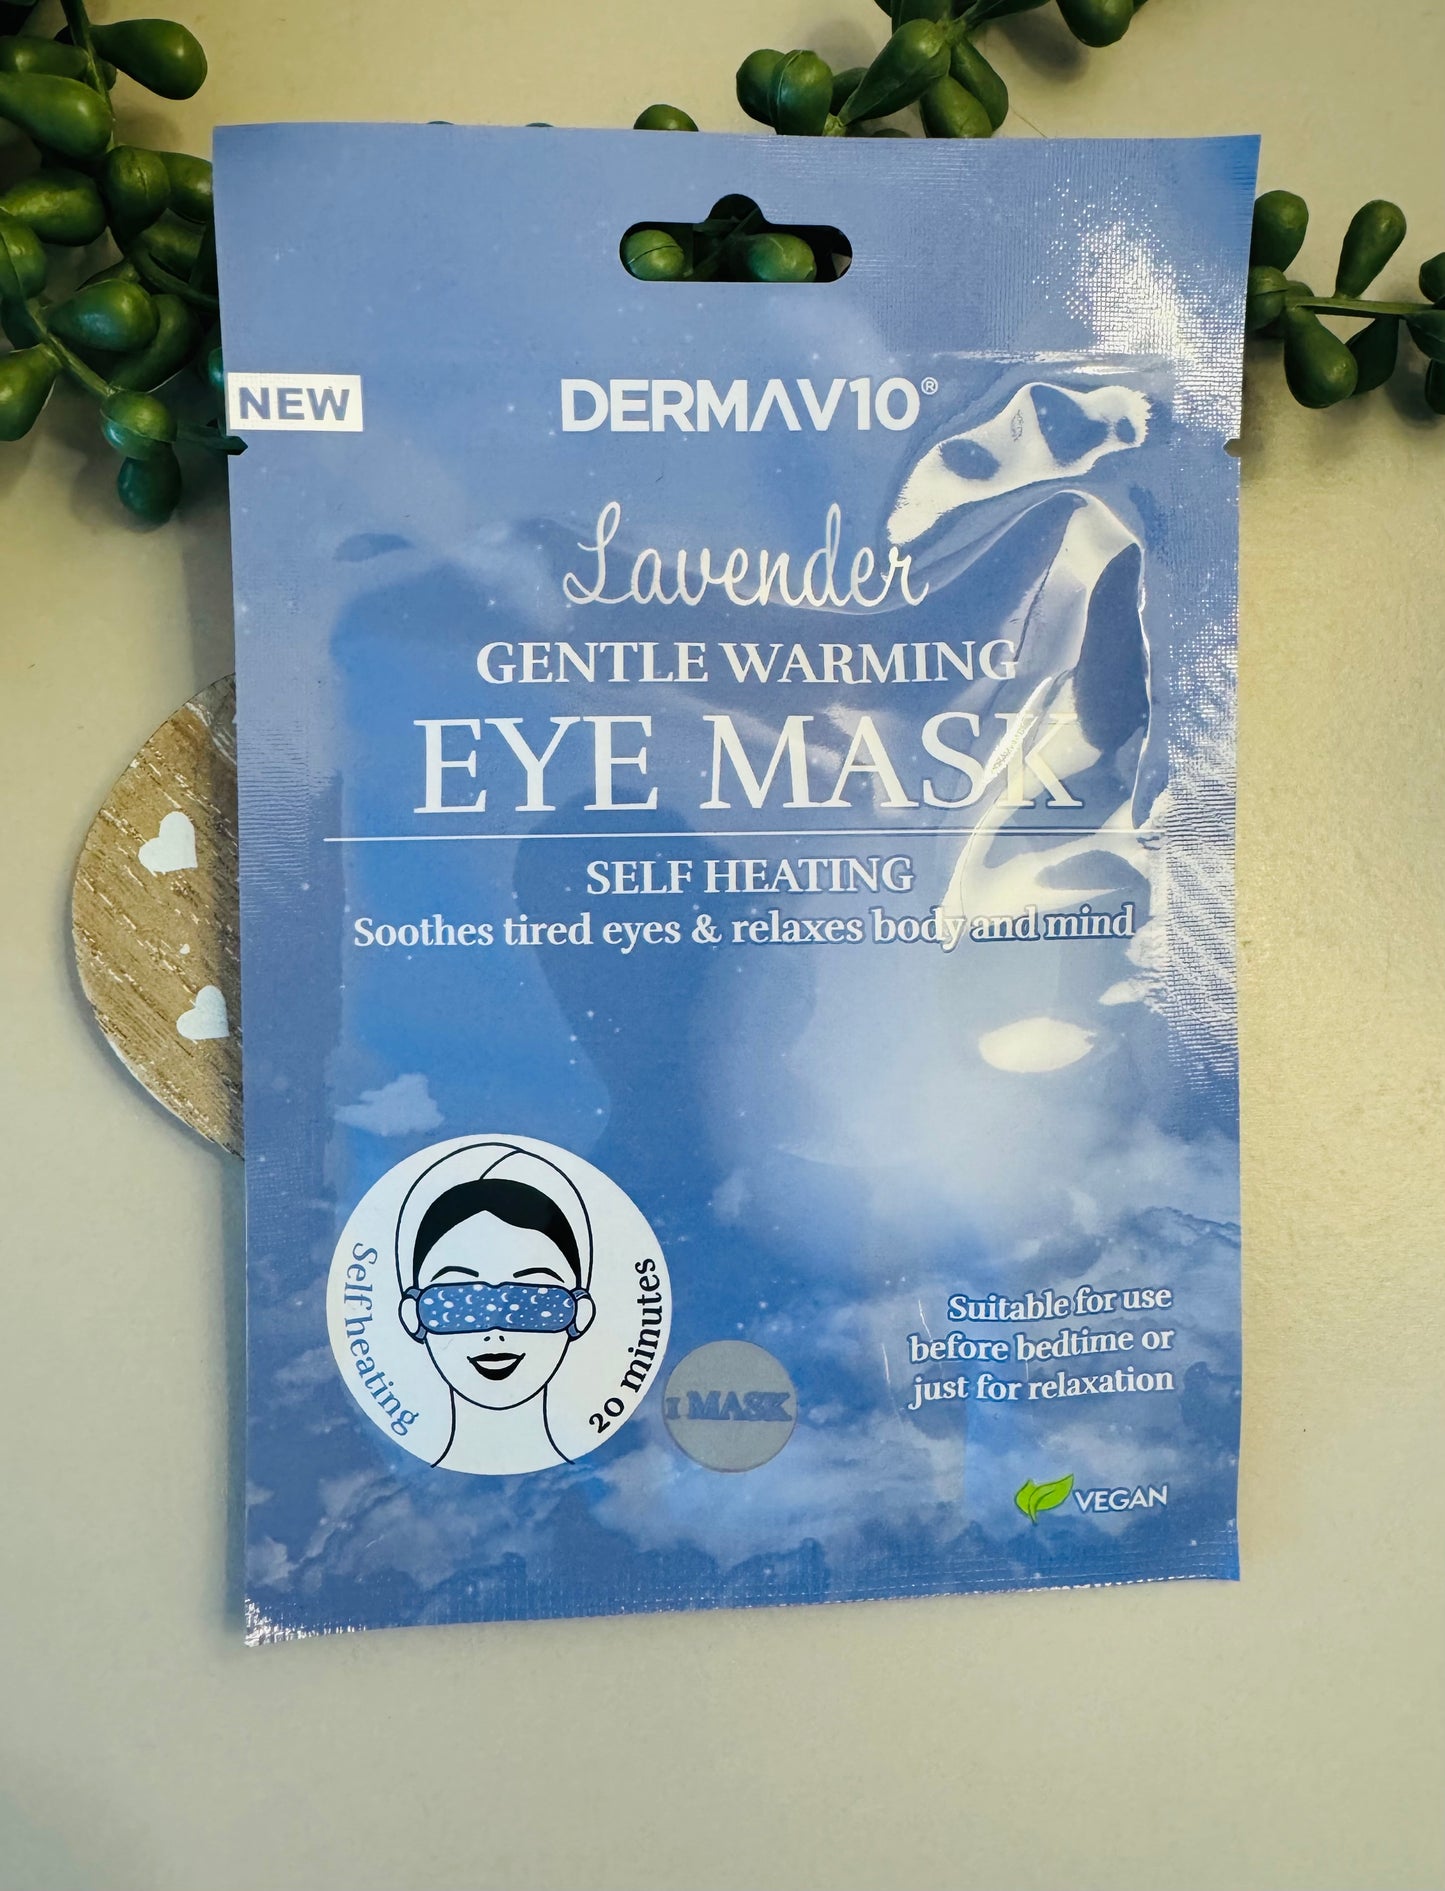 NEW
DERMAV10®
Lavender
GENTLE WARMING
EYE MASK
SELF HEATING
Soothes tired eyes & relaxes body and mind
Self heating
20 minutes
1 MASK
Suitable for use
before bedtime or
just for relaxation
VEGAN